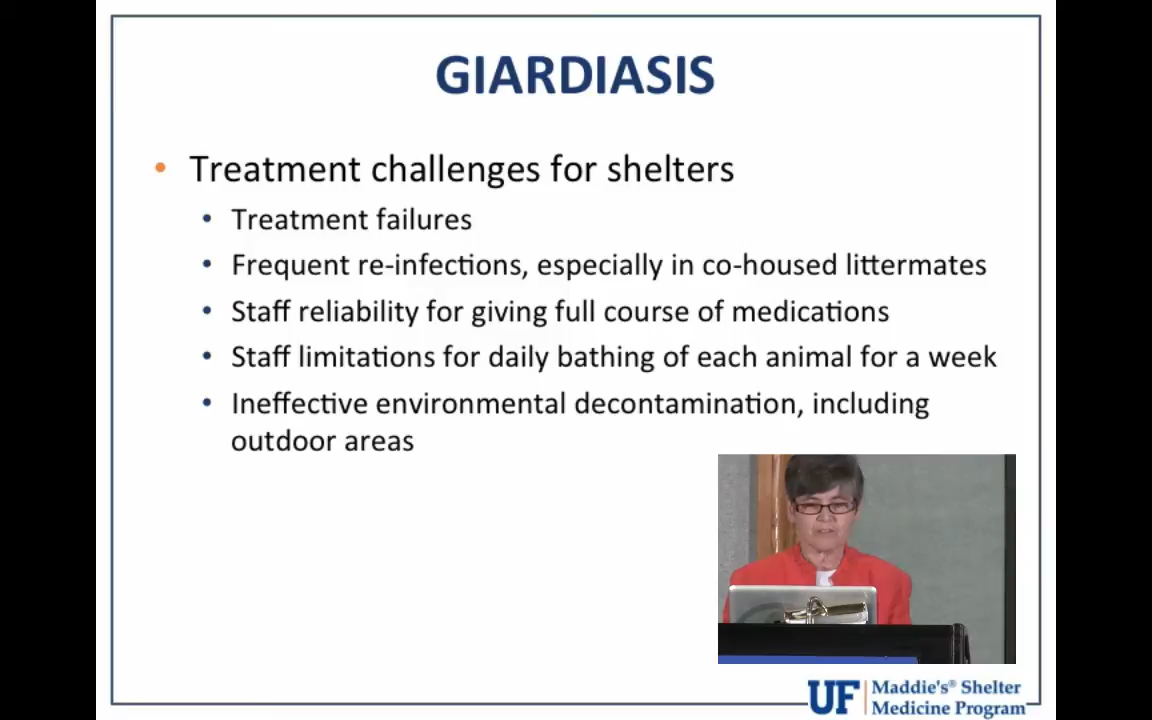 GIARDIASIS
• Treatment challenges for shelters
• Treatment failures
• Frequent re-infections, especially in co-housed littermates
• Staff reliability for giving full course of medications
• Staff limitations for daily bathing of each animal for a week
• Ineffective environmental decontamination, including
outdoor areas
UF Maddie's® Shelter
Medicine Program